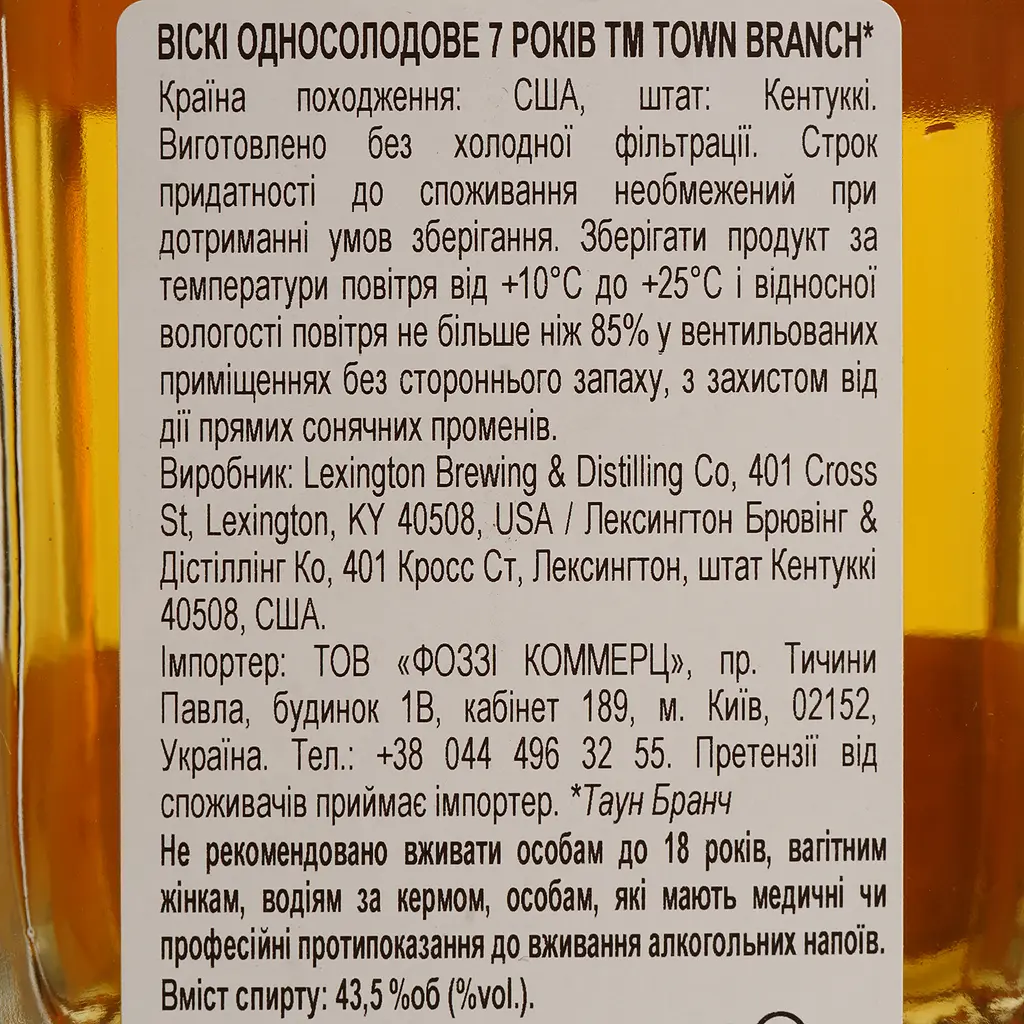 ВІСКІ ОДНОСОЛОДОВЕ 7 РОКІВ ТМ TOWN BRANCH*
Країна походження: США, штат: Кентуккі.
Виготовлено без холодної фільтрації. Строк
придатності до споживання необмежений при
дотриманні умов зберігання. Зберігати продукт за
температури повітря від +10°С до +25°С і відносної
вологості повітря не більше ніж 85% у вентильованих
приміщеннях без стороннього запаху, з захистом від
дії прямих сонячних променів.
Виробник: Lexington Brewing & Distilling Co, 401 Cross
St, Lexington, KY 40508, USA / Лексингтон Брювінг &
Дістіллінг Ко, 401 Кросс Ст, Лексингтон, штат Кентуккі
40508, США.
Імпортер: ТОВ «ФОЗЗІ КОММЕРЦ», пр. Тичини
Павла, будинок 1В, кабінет 189, м. Київ, 02152,
Україна. Тел.: +38 044 496 32 55. Претензії від
споживачів приймає імпортер. *Таун Бранч
Не рекомендовано вживати особам до 18 років, вагітним
жінкам, водіям за кермом, особам, які мають медичні чи
професійні протипоказання до вживання алкогольних напоїв.
Вміст спирту: 43,5 %об (%vol.).